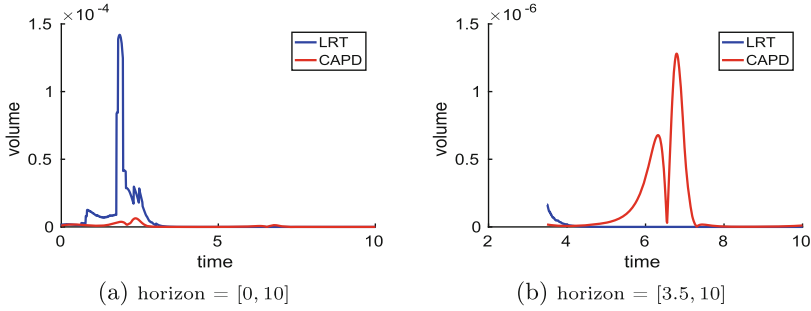 1.5 ×10⁻⁴
LRT
CAPD
1
volume
0.5
0
0 5 10
time
(a) horizon = [0, 10]
1.5 ×10⁻⁶
LRT
CAPD
1
volume
0.5
0
2 4 6 8 10
time
(b) horizon = [3.5, 10]